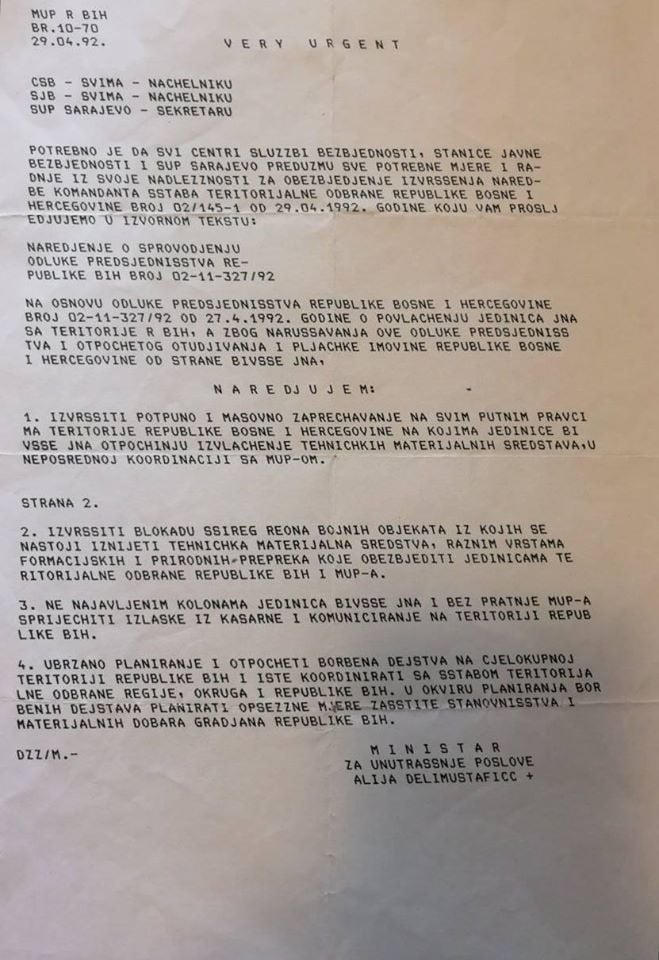 MUP R BIH
BR.10-70
29.04.92.
V E R Y  U R G E N T
CSB - SVIMA - NACHELNIKU
SJB - SVIMA - NACHELNIKU
SUP SARAJEVO - SEKRETARU
POTREBNO JE DA SVI CENTRI SLUZZBI BEZBJEDNOSTI, STANICE JAVNE
BEZBJEDNOSTI I SUP SARAJEVO PREDUZMU SVE POTREBNE MJERE I RA-
DNJE IZ SVOJE NADLEZZNOSTI ZA OBEZBJEDJENJE IZVRSSENJA NARED-
BE KOMANDANTA SSTABA TERITORIJALNE ODBRANE REPUBLIKE BOSNE I
HERCEGOVINE BROJ 02/145-1 OD 29.04.1992. GODINE KOJU VAM PROSLJ
EDJUJEMO U IZVORNOM TEKSTU:
NAREDJENJE O SPROVODJENJU
ODLUKE PREDSJEDNISSTVA RE-
PUBLIKE BIH BROJ 02-11-327/92
NA OSNOVU ODLUKE PREDSJEDNISSTVA REPUBLIKE BOSNE I HERCEGOVINE
BROJ 02-11-327/92 OD 27.4.1992. GODINE O POVLACHENJU JEDINICA JNA
SA TERITORIJE R BIH, A ZBOG NARUSSAVANJA OVE ODLUKE PREDSJEDNISS
TVA I OTPOCHETOG OTUDJIVANJA I PLJACHKE IMOVINE REPUBLIKE BOSNE
I HERCEGOVINE OD STRANE BIVSSE JNA,
N A R E D J U J E M:
1. IZVRSSITI POTPUNO I MASOVNO ZAPRECHAVANJE NA SVIM PUTNIM PRAVCI
MA TERITORIJE REPUBLIKE BOSNE I HERCEGOVINE NA KOJIMA JEDINICE BI
VSSE JNA OTPOCHINJU IZVLACHENJE TEHNICHKIH MATERIJALNIH SREDSTAVA,U
NEPOSREDNOJ KOORDINACIJI SA MUP-OM.
STRANA 2.
2. IZVRSSITI BLOKADU SSIREG REONA BOJNIH OBJEKATA IZ KOJIH SE
NASTOJI IZNIJETI TEHNICHKA MATERIJALNA SREDSTVA, RAZNIM VRSTAMA
FORMACIJSKIH I PRIRODNIH PREPREKA KOJE OBEZBJEDITI JEDINICAMA TE
RITORIJALNE ODBRANE REPUBLIKE BIH I MUP-A.
3. NE NAJAVLJENIM KOLONAMA JEDINICA BIVSSE JNA I BEZ PRATNJE MUP-A
SPRIJECHITI IZLASKE IZ KASARNE I KOMUNICIRANJE NA TERITORIJI REPUB
LIKE BIH.
4. UBRZANO PLANIRANJE I OTPOCHETI BORBENA DEJSTVA NA CJELOKUPNOJ
TERITORIJI REPUBLIKE BIH I ISTE KOORDINIRATI SA SSTABOM TERITORIJA
LNE ODBRANE REGIJE, OKRUGA I REPUBLIKE BIH. U OKVIRU PLANIRANJA BOR
BENIH DEJSTAVA PLANIRATI OPSEZZNE MJERE ZASSTITE STANOVNISSTVA I
MATERIJALNIH DOBARA GRADJANA REPUBLIKE BIH.
DZZ/M.-
M I N I S T A R
ZA UNUTRASSNJE POSLOVE
ALIJA DELIMUSTAFICC +